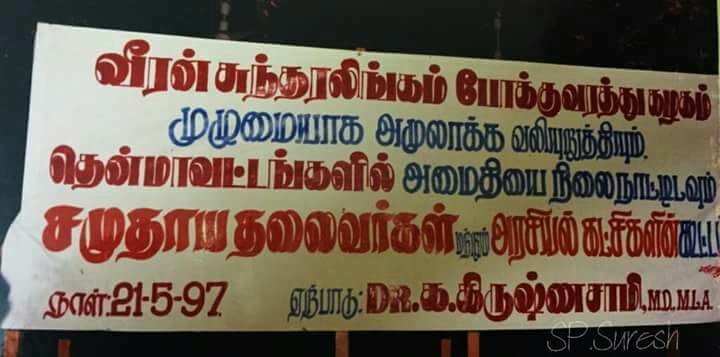 வீரன் சுந்தரலிங்கம் போக்குவரத்து கழகம்
முழுமையாக அமுலாக்க வலியுறுத்தியும்
தென்மாவட்டங்களில் அமைதியை நிலைநாட்டிடவும்
சமுதாய தலைவர்கள் மற்றும் அரசியல் கட்சிகளின் கூட்ட
நாள்: 21-5-97. ஏற்பாடு: DR.க.கிருஷ்ணசாமி, M.D. M.L.A.
SP.Suresh